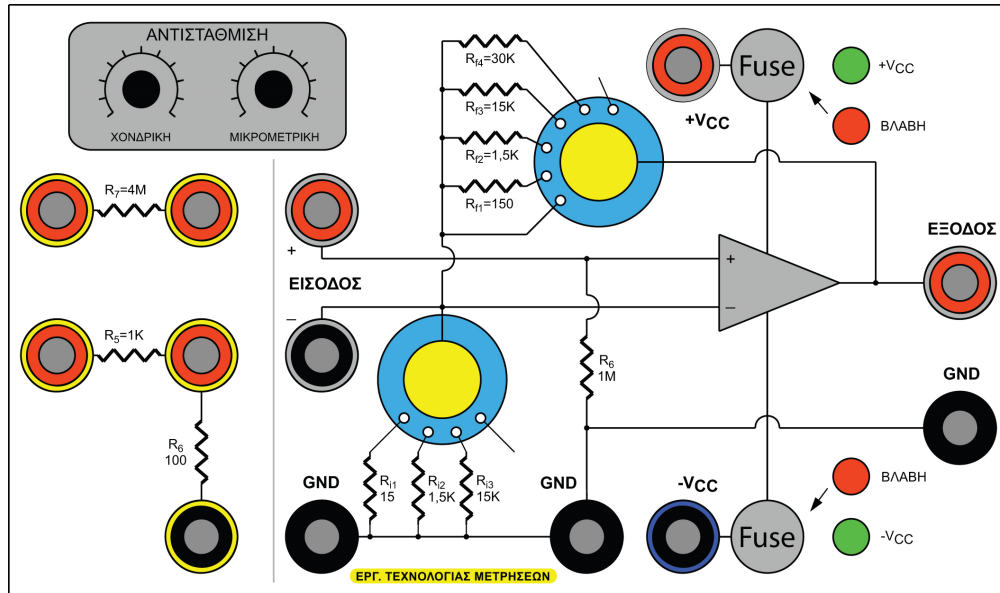 ΑΝΤΙΣΤΑΘΜΙΣΗ
ΧΟΝΔΡΙΚΗ
ΜΙΚΡΟΜΕΤΡΙΚΗ
Rf4=30K
Rf3=15K
Rf2=1,5K
Rf1=150
+VCC
Fuse
+VCC
ΒΛΑΒΗ
R7=4M
+
ΕΙΣΟΔΟΣ
–
+
–
ΕΞΟΔΟΣ
R5=1K
R6
100
R6
1M
GND
GND
Ri1
15
Ri2
1,5K
Ri3
15K
GND
-VCC
Fuse
ΒΛΑΒΗ
-VCC
ΕΡΓ. ΤΕΧΝΟΛΟΓΙΑΣ ΜΕΤΡΗΣΕΩΝ